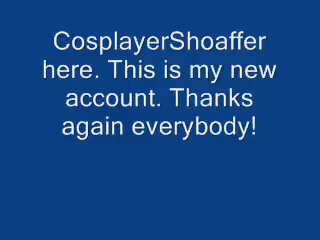 CosplayerShoaffer
here. This is my new
account. Thanks
again everybody!